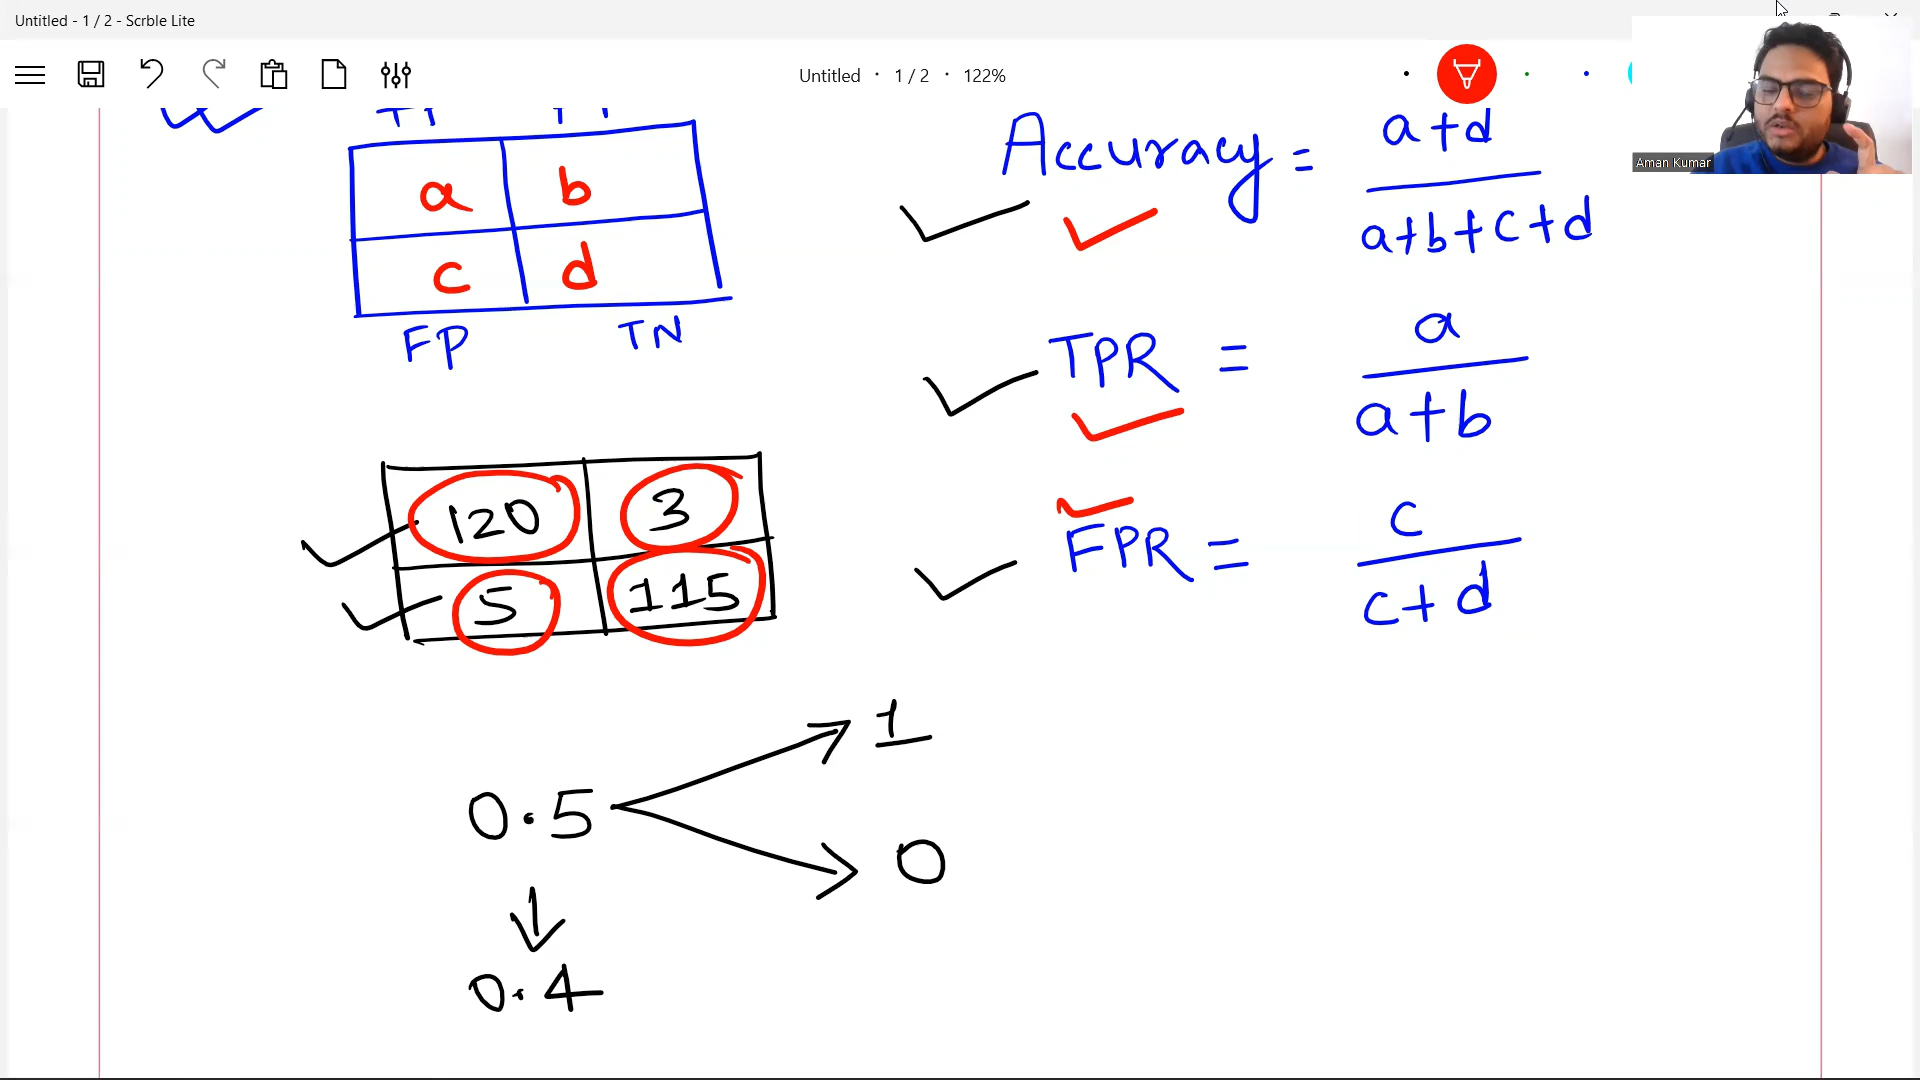 Untitled - 1 / 2 - Scrble Lite
Untitled · 1 / 2 · 122%
Aman Kumar
a b
c d
FP TN
Accuracy = a+d
a+b+c+d
TPR = a
a+b
FPR = c
c+d
120 3
5 115
0.5
1
0
0.4